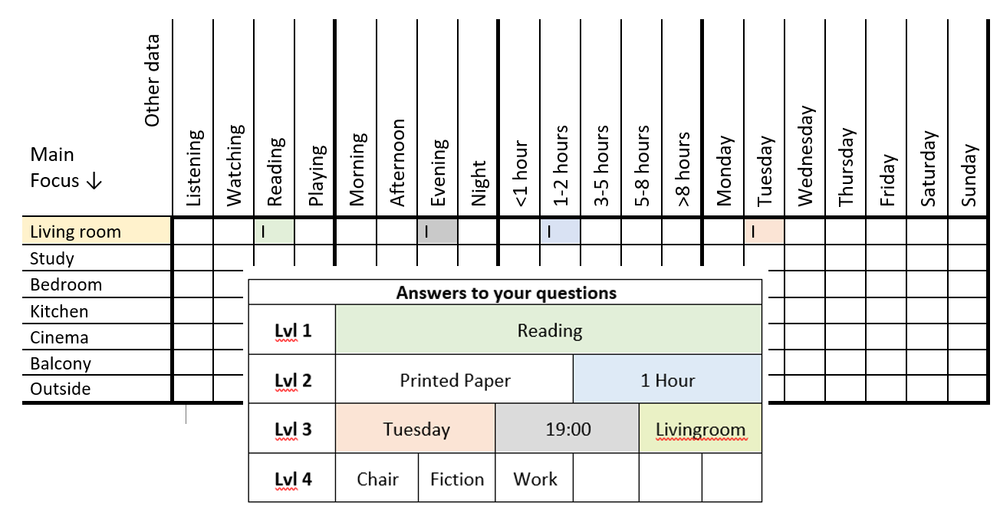 Other data
Main
Focus ↓
Listening
Watching
Reading
Playing
Morning
Afternoon
Evening
Night
<1 hour
1-2 hours
3-5 hours
5-8 hours
>8 hours
Monday
Tuesday
Wednesday
Thursday
Friday
Saturday
Sunday
Living room I I I I
Study
Bedroom
Kitchen
Cinema
Balcony
Outside
Answers to your questions
Lvl 1 Reading
Lvl 2 Printed Paper 1 Hour
Lvl 3 Tuesday 19:00 Livingroom
Lvl 4 Chair Fiction Work